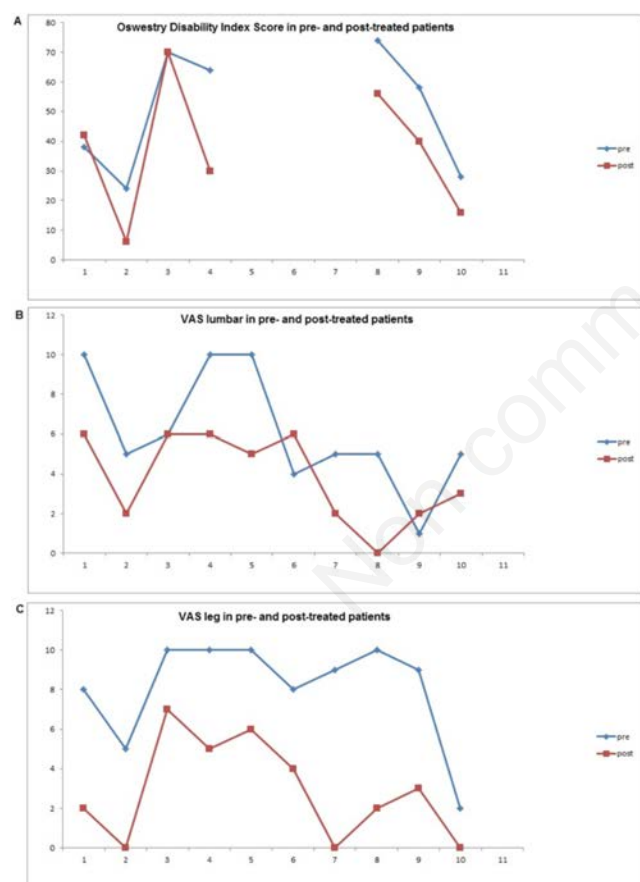 A
Oswestry Disability Index Score in pre- and post-treated patients
80
70
60
50
40
30
20
10
0
1 2 3 4 5 6 7 8 9 10 11
pre
post
B
VAS lumbar in pre- and post-treated patients
12
10
8
6
4
2
0
1 2 3 4 5 6 7 8 9 10 11
pre
post
C
VAS leg in pre- and post-treated patients
12
10
8
6
4
2
0
1 2 3 4 5 6 7 8 9 10 11
pre
post
Non comm